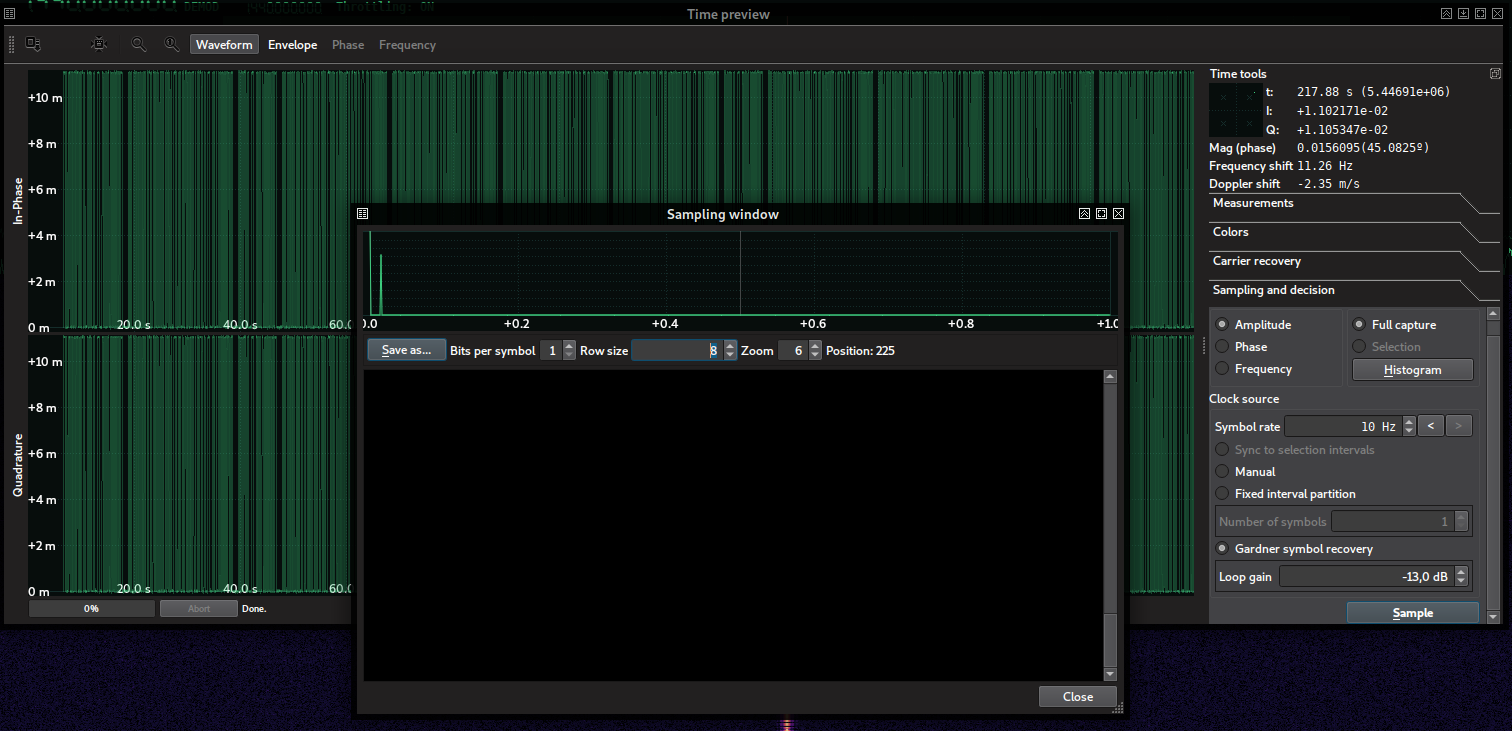 Throttling: ON
Time preview
Waveform Envelope Phase Frequency
In-Phase
+10 m
+8 m
+6 m
+4 m
+2 m
0 m
20.0 s 40.0 s 60.0
Quadrature
+10 m
+8 m
+6 m
+4 m
+2 m
0 m
20.0 s 40.0 s 60.0
0% Abort Done.
Time tools
t: 217.88 s (5.44691e+06)
I: +1.102171e-02
Q: +1.105347e-02
Mag (phase) 0.0156095(45.0825º)
Frequency shift 11.26 Hz
Doppler shift -2.35 m/s
Measurements
Colors
Carrier recovery
Sampling and decision
Amplitude Full capture
Phase Selection
Frequency Histogram
Clock source
Symbol rate 10 Hz < >
Sync to selection intervals
Manual
Fixed interval partition
Number of symbols 1
Gardner symbol recovery
Loop gain -13,0 dB
Sample
Sampling window
0.0 +0.2 +0.4 +0.6 +0.8 +1.0
Save as... Bits per symbol 1 Row size 8 Zoom 6 Position: 225
Close